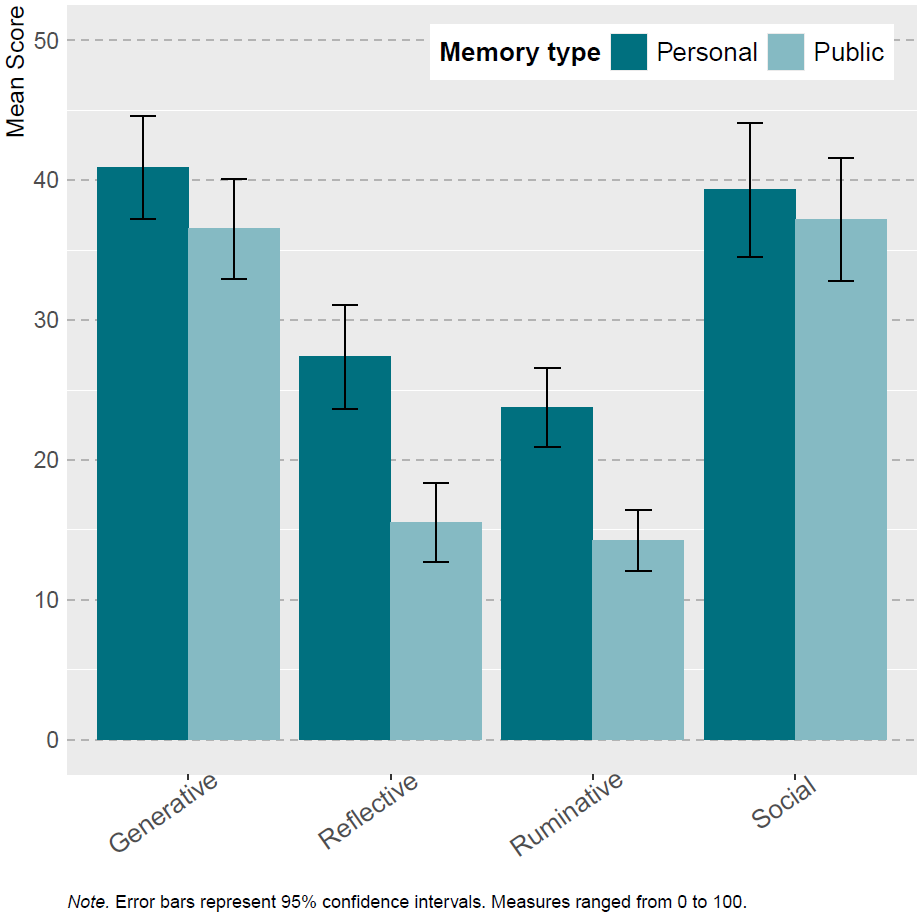 Mean Score
Memory type Personal Public
50
40
30
20
10
0
Generative Reflective Ruminative Social
Note. Error bars represent 95% confidence intervals. Measures ranged from 0 to 100.